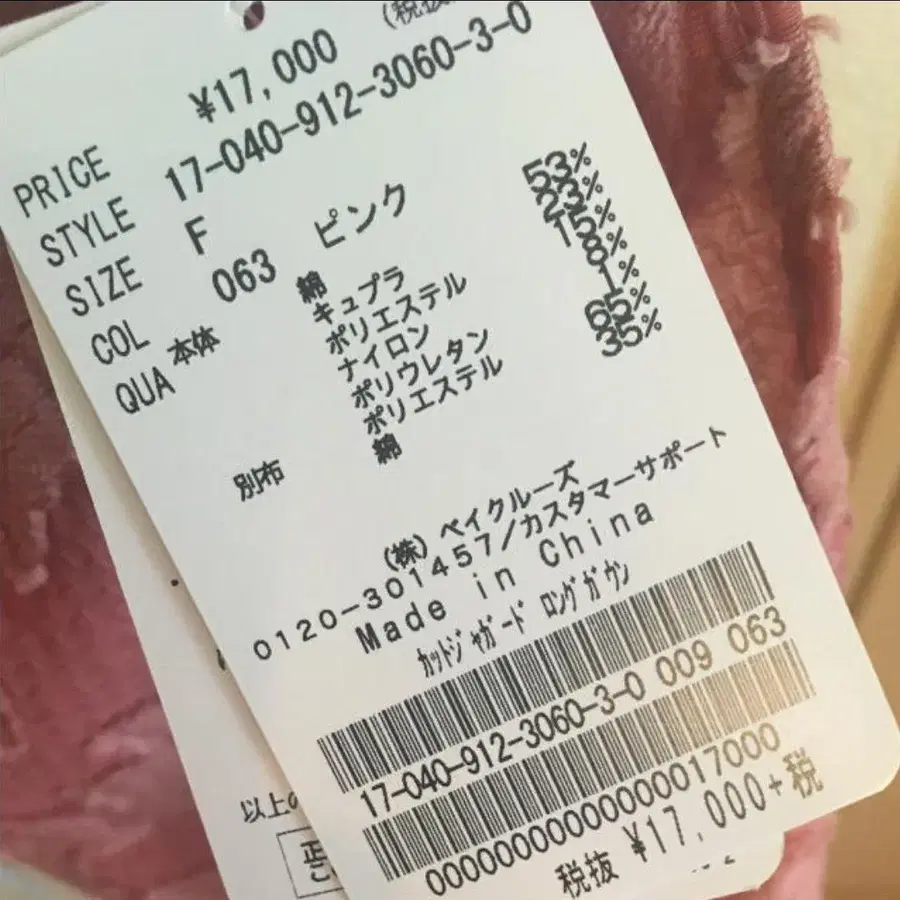 (税抜
PRICE ¥17,000
STYLE 17-040-912-3060-3-0
SIZE F
COL 063 ピンク
QUA 本体 綿 53%
キュプラ 23%
ポリエステル 15%
ナイロン 8%
ポリウレタン 1%
別布 ポリエステル 65%
綿 35%
(株) ベイクルーズ
0120-301457/カスタマーサポート
Made in China
カットジャガード ロングガウン
17-040-912-3060-3-0 009 063
0000000000000017000
税抜 ¥17,000+税
以上の